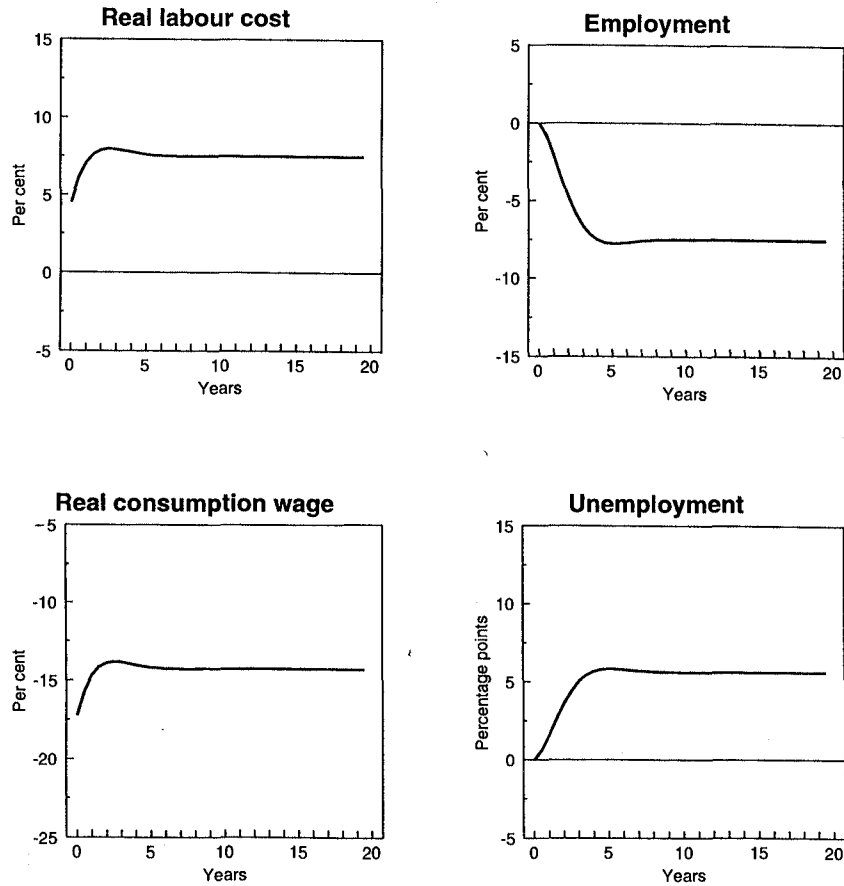 Real labour cost
15
10
5
0
-5
Per cent
0 5 10 15 20
Years
Employment
5
0
-5
-10
-15
Per cent
0 5 10 15 20
Years
Real consumption wage
-5
-10
-15
-20
-25
Per cent
0 5 10 15 20
Years
Unemployment
15
10
5
0
-5
Percentage points
0 5 10 15 20
Years